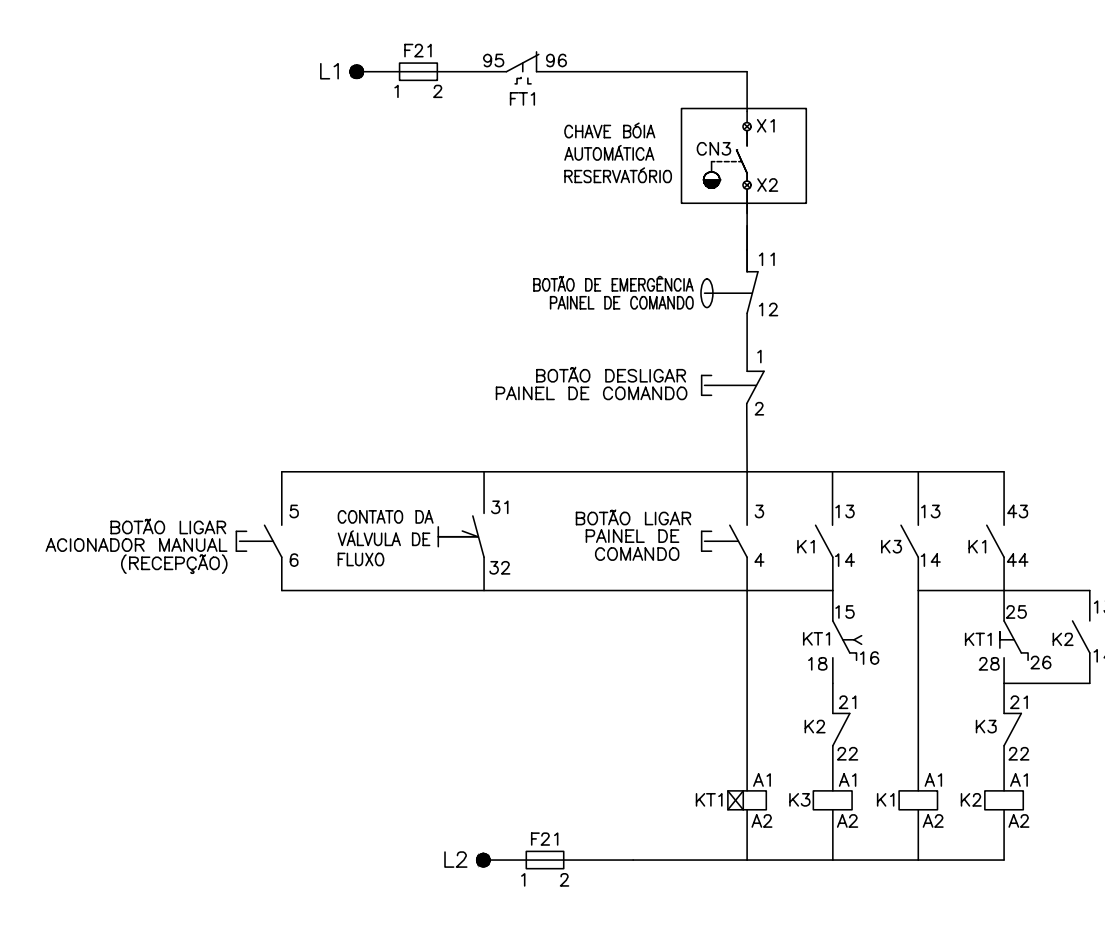 F21
95
96
L1
1
2
FT1
CHAVE BÓIA
AUTOMÁTICA
RESERVATÓRIO
X1
CN3
X2
11
BOTÃO DE EMERGÊNCIA
PAINEL DE COMANDO
12
1
BOTÃO DESLIGAR
PAINEL DE COMANDO
2
5
BOTÃO LIGAR
ACIONADOR MANUAL
(RECEPÇÃO)
6
31
CONTATO DA
VÁLVULA DE
FLUXO
32
3
BOTÃO LIGAR
PAINEL DE
COMANDO
4
13
K1
14
13
K3
14
43
K1
44
15
KT1
18
16
25
KT1
28
26
K2
21
K2
22
21
K3
22
KT1
A1
A2
K3
A1
A2
K1
A1
A2
K2
A1
A2
F21
L2
1
2